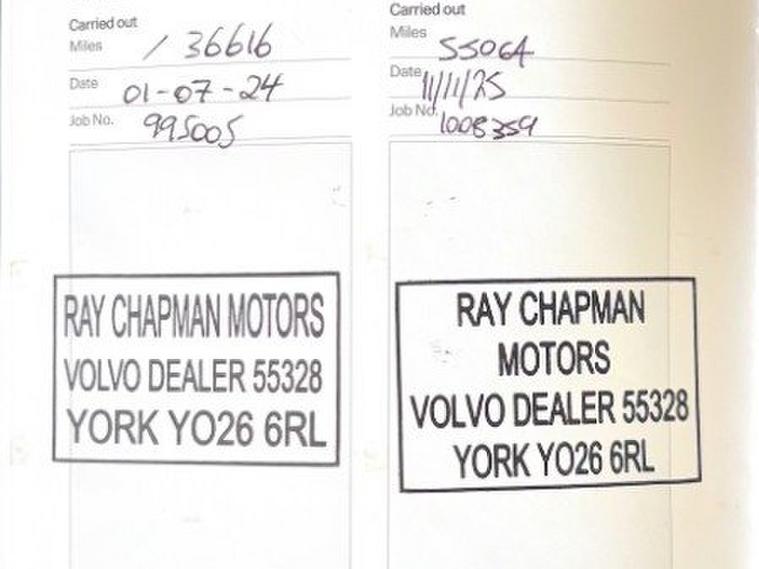 Carried out
Miles / 36616
Date 01-07-24
Job No. 995005
RAY CHAPMAN MOTORS
VOLVO DEALER 55328
YORK YO26 6RL
Carried out
Miles 55064
Date 11/11/25
Job No. 1008359
RAY CHAPMAN
MOTORS
VOLVO DEALER 55328
YORK YO26 6RL